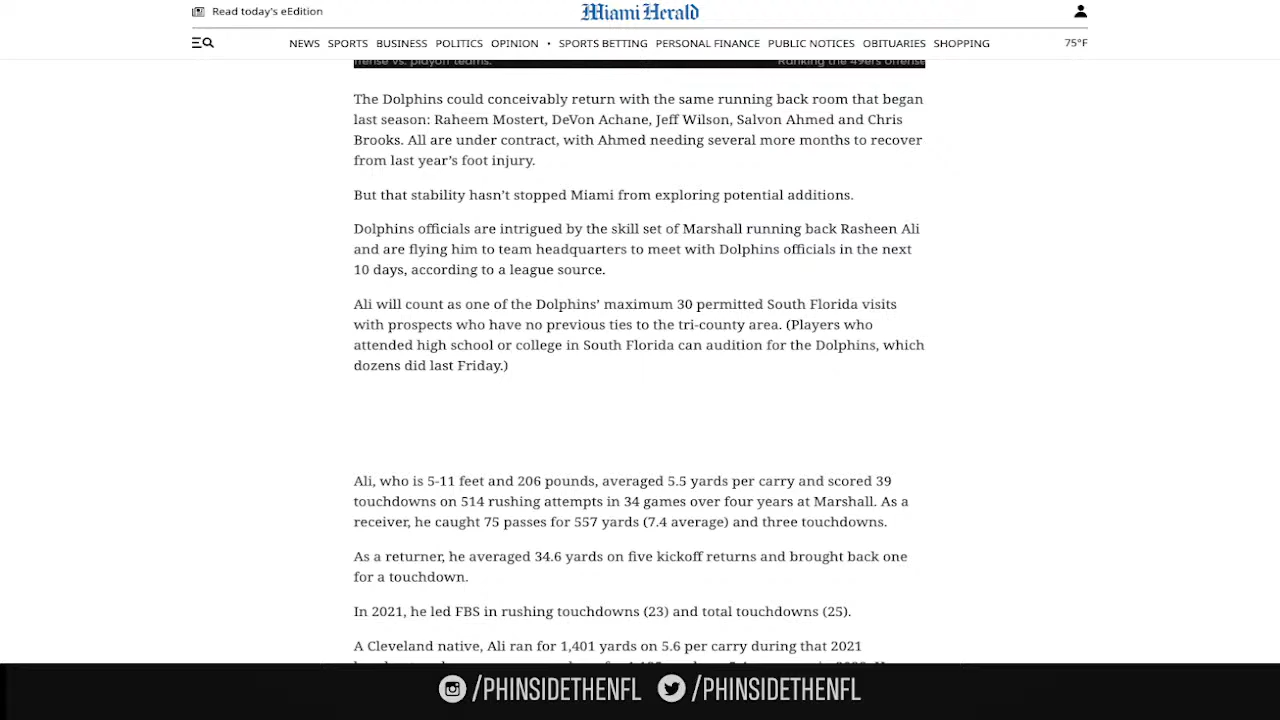 Read today's eEdition
Miami Herald
NEWS SPORTS BUSINESS POLITICS OPINION • SPORTS BETTING PERSONAL FINANCE PUBLIC NOTICES OBITUARIES SHOPPING
75°F
ffense vs. playoff teams.
Ranking the 49ers offense
The Dolphins could conceivably return with the same running back room that began
last season: Raheem Mostert, DeVon Achane, Jeff Wilson, Salvon Ahmed and Chris
Brooks. All are under contract, with Ahmed needing several more months to recover
from last year’s foot injury.
But that stability hasn’t stopped Miami from exploring potential additions.
Dolphins officials are intrigued by the skill set of Marshall running back Rasheen Ali
and are flying him to team headquarters to meet with Dolphins officials in the next
10 days, according to a league source.
Ali will count as one of the Dolphins’ maximum 30 permitted South Florida visits
with prospects who have no previous ties to the tri-county area. (Players who
attended high school or college in South Florida can audition for the Dolphins, which
dozens did last Friday.)
Ali, who is 5-11 feet and 206 pounds, averaged 5.5 yards per carry and scored 39
touchdowns on 514 rushing attempts in 34 games over four years at Marshall. As a
receiver, he caught 75 passes for 557 yards (7.4 average) and three touchdowns.
As a returner, he averaged 34.6 yards on five kickoff returns and brought back one
for a touchdown.
In 2021, he led FBS in rushing touchdowns (23) and total touchdowns (25).
A Cleveland native, Ali ran for 1,401 yards on 5.6 per carry during that 2021
/PHINSIDETHENFL /PHINSIDETHENFL